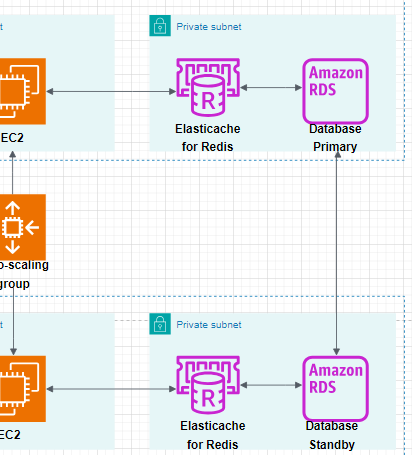 t
Private subnet
Amazon
RDS
R
EC2
Elasticache
for Redis
Database
Primary
o-scaling
group
t
Private subnet
Amazon
RDS
R
EC2
Elasticache
for Redis
Database
Standby